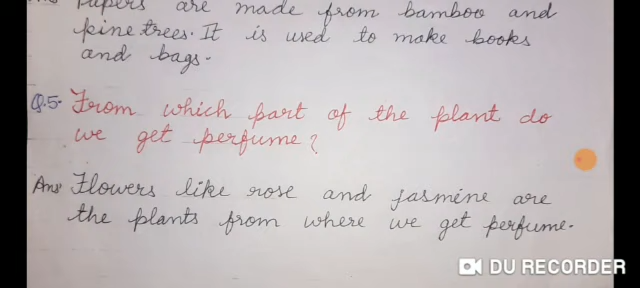 Papers are made from bamboo and
pine trees. It is used to make books
and bags.
Q.5. From which part of the plant do
we get perfume?
Ans Flowers like rose and jasmine are
the plants from where we get perfume.
DU RECORDER